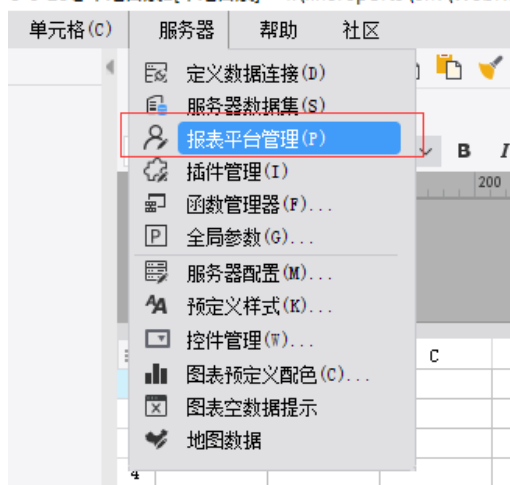 单元格(C) 服务器 帮助 社区
定义数据连接(D)
服务器数据集(S)
报表平台管理(P)
插件管理(I)
B I
函数管理器(F)...
200
全局参数(G)...
服务器配置(M)...
预定义样式(K)...
控件管理(W)...
C
图表预定义配色(C)...
图表空数据提示
地图数据
4